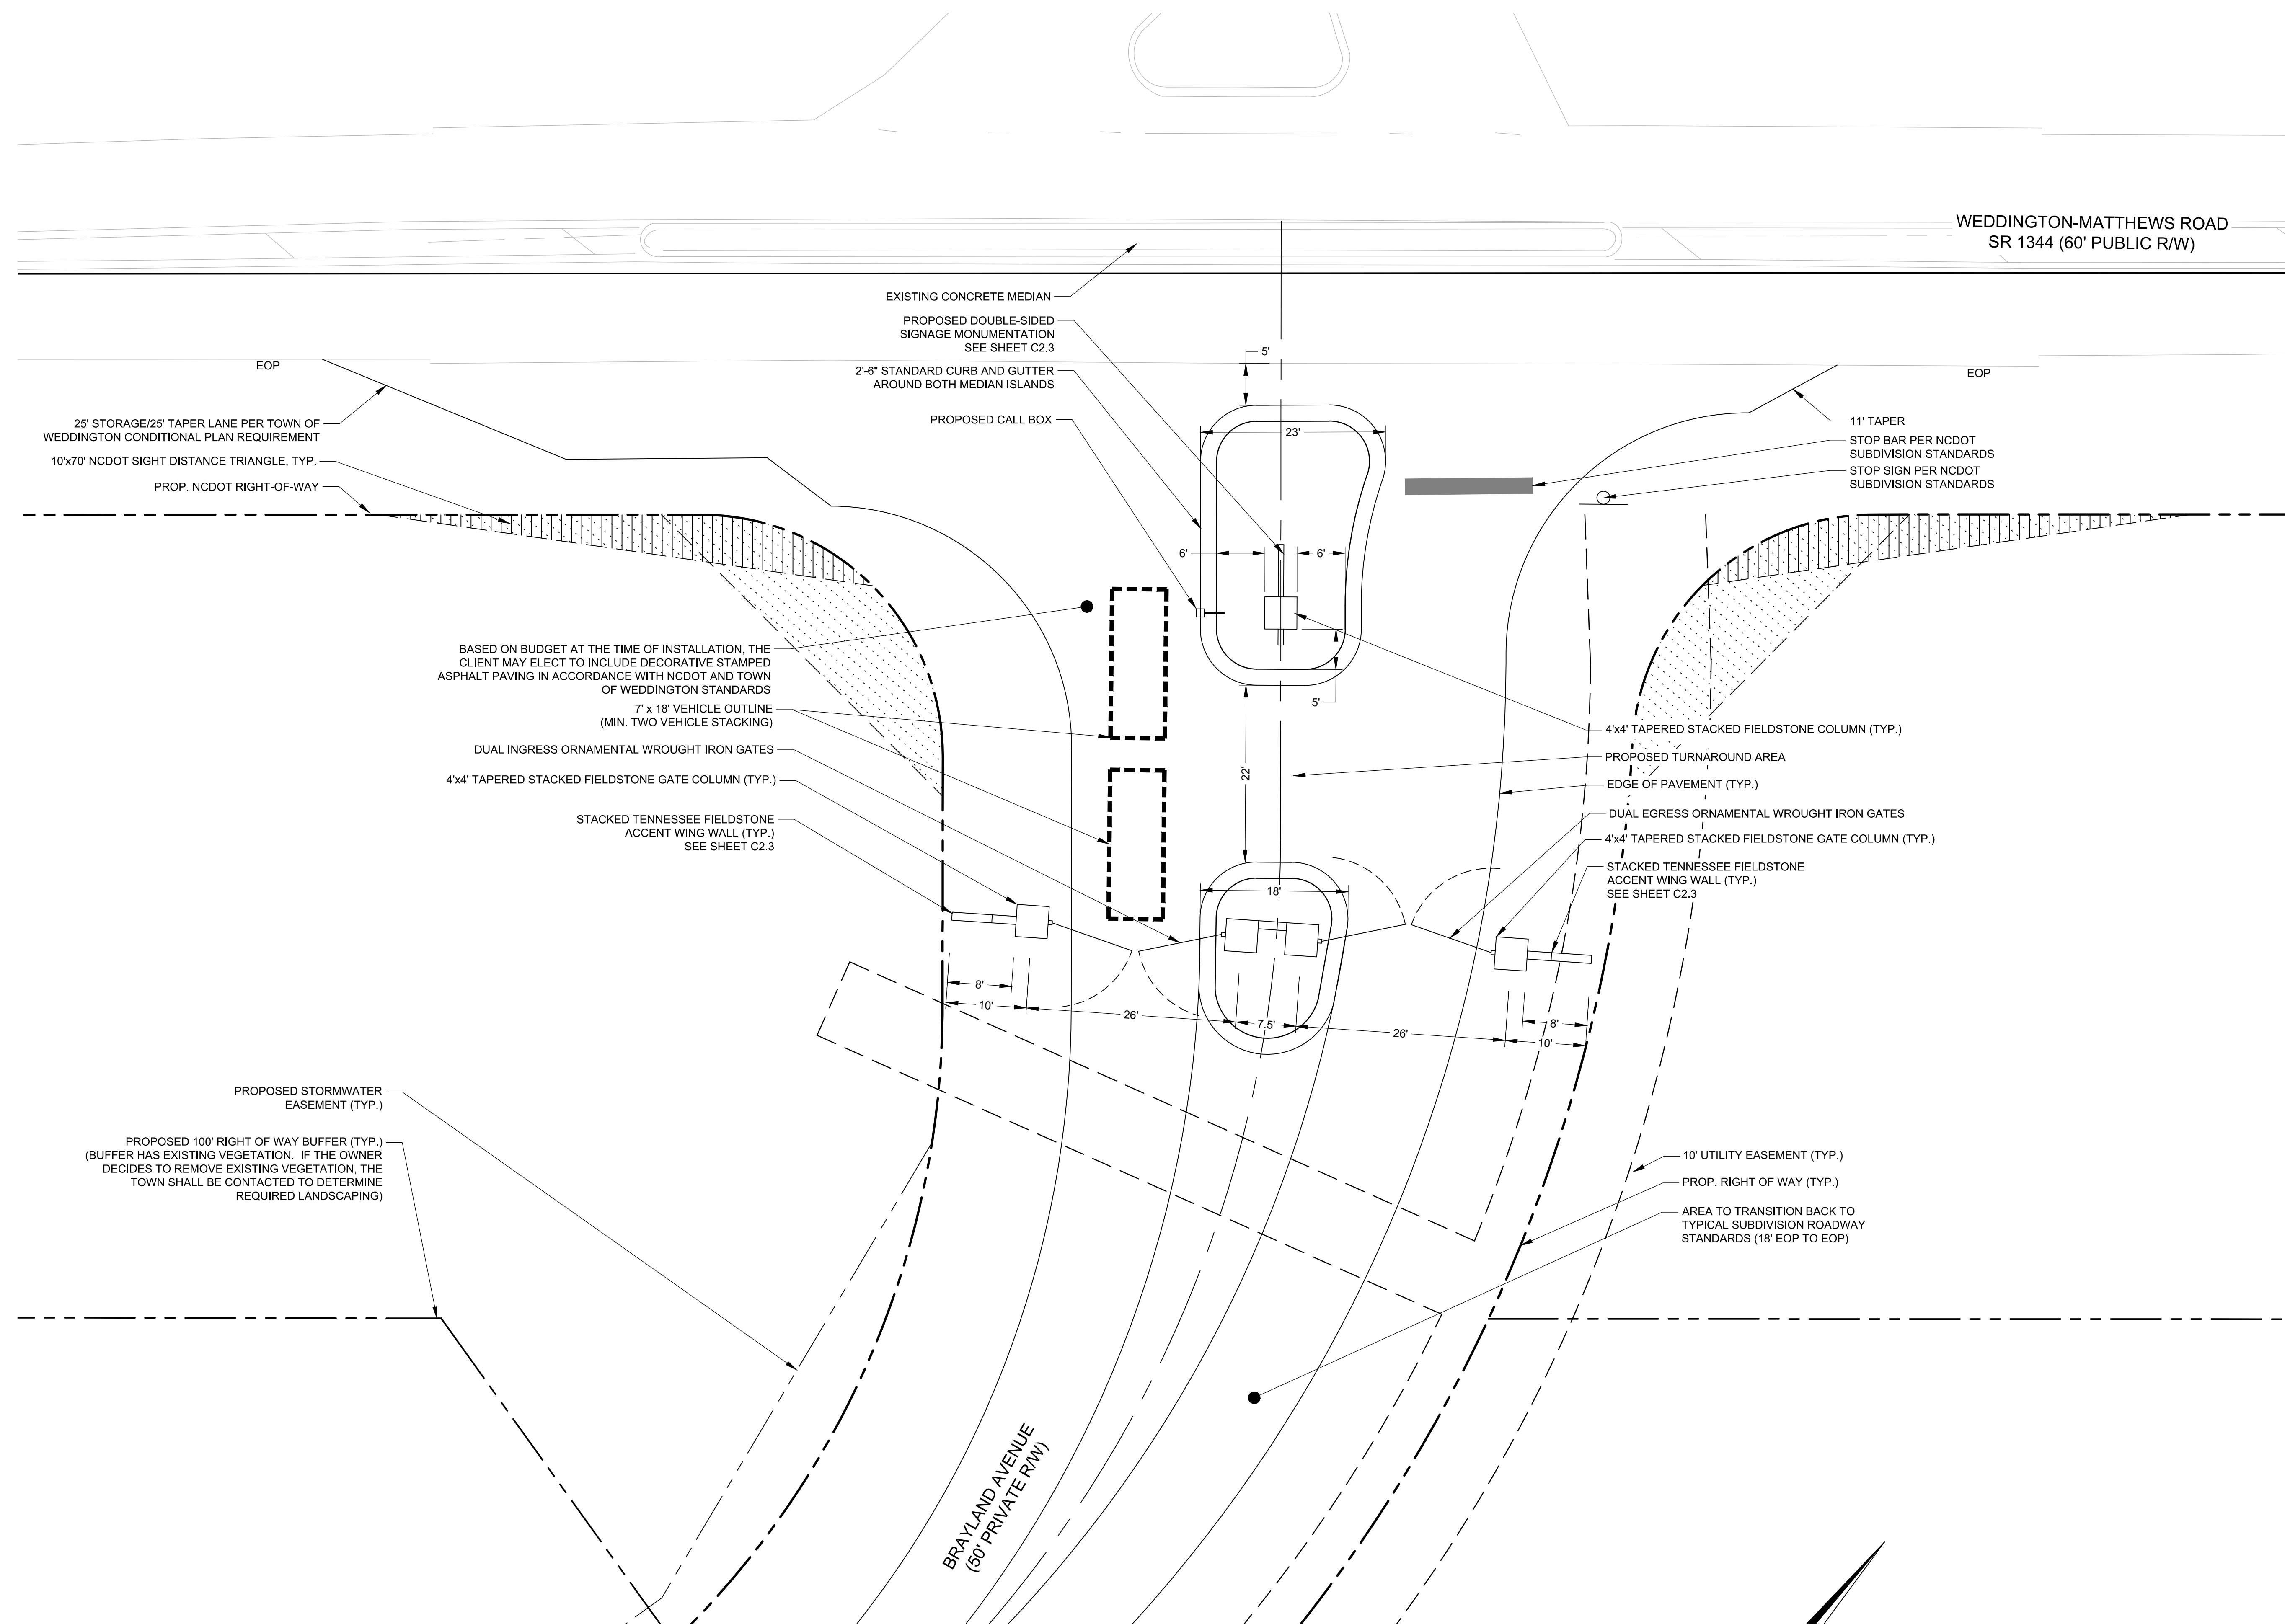 WEDDINGTON-MATTHEWS ROAD
SR 1344 (60' PUBLIC R/W)
EXISTING CONCRETE MEDIAN
PROPOSED DOUBLE-SIDED
SIGNAGE MONUMENTATION
SEE SHEET C2.3
2'-6" STANDARD CURB AND GUTTER
AROUND BOTH MEDIAN ISLANDS
PROPOSED CALL BOX
EOP
25' STORAGE/25' TAPER LANE PER TOWN OF
WEDDINGTON CONDITIONAL PLAN REQUIREMENT
10'x70' NCDOT SIGHT DISTANCE TRIANGLE, TYP.
PROP. NCDOT RIGHT-OF-WAY
5'
23'
6'
6'
5'
22'
18'
EOP
11' TAPER
STOP BAR PER NCDOT
SUBDIVISION STANDARDS
STOP SIGN PER NCDOT
SUBDIVISION STANDARDS
BASED ON BUDGET AT THE TIME OF INSTALLATION, THE
CLIENT MAY ELECT TO INCLUDE DECORATIVE STAMPED
ASPHALT PAVING IN ACCORDANCE WITH NCDOT AND TOWN
OF WEDDINGTON STANDARDS
7' x 18' VEHICLE OUTLINE
(MIN. TWO VEHICLE STACKING)
DUAL INGRESS ORNAMENTAL WROUGHT IRON GATES
4'x4' TAPERED STACKED FIELDSTONE GATE COLUMN (TYP.)
STACKED TENNESSEE FIELDSTONE
ACCENT WING WALL (TYP.)
SEE SHEET C2.3
4'x4' TAPERED STACKED FIELDSTONE COLUMN (TYP.)
PROPOSED TURNAROUND AREA
EDGE OF PAVEMENT (TYP.)
DUAL EGRESS ORNAMENTAL WROUGHT IRON GATES
4'x4' TAPERED STACKED FIELDSTONE GATE COLUMN (TYP.)
STACKED TENNESSEE FIELDSTONE
ACCENT WING WALL (TYP.)
SEE SHEET C2.3
8'
10'
26'
7.5'
26'
8'
10'
PROPOSED STORMWATER
EASEMENT (TYP.)
PROPOSED 100' RIGHT OF WAY BUFFER (TYP.)
(BUFFER HAS EXISTING VEGETATION. IF THE OWNER
DECIDES TO REMOVE EXISTING VEGETATION, THE
TOWN SHALL BE CONTACTED TO DETERMINE
REQUIRED LANDSCAPING)
10' UTILITY EASEMENT (TYP.)
PROP. RIGHT OF WAY (TYP.)
AREA TO TRANSITION BACK TO
TYPICAL SUBDIVISION ROADWAY
STANDARDS (18' EOP TO EOP)
BRAYLAND AVENUE
(50' PRIVATE R/W)